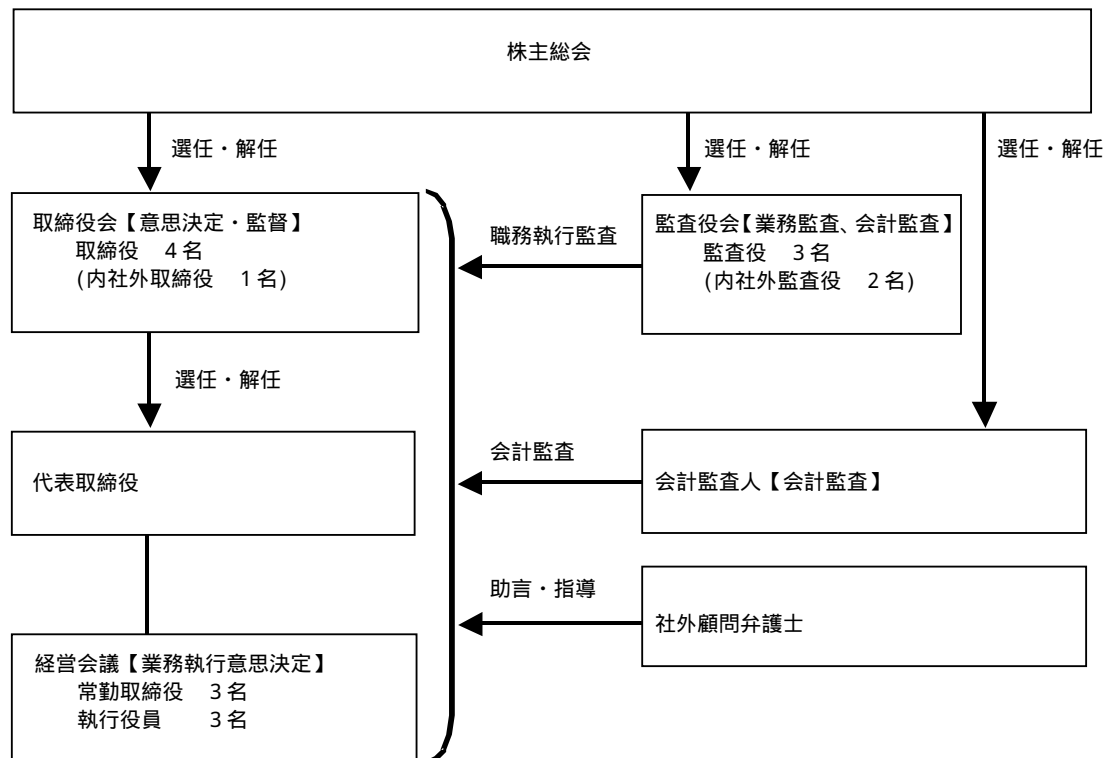 株主総会
選任・解任
選任・解任
選任・解任
取締役会【意思決定・監督】
取締役　4名
(内社外取締役　1名)
職務執行監査
監査役会【業務監査、会計監査】
監査役　3名
(内社外監査役　2名)
選任・解任
代表取締役
会計監査
会計監査人【会計監査】
助言・指導
社外顧問弁護士
経営会議【業務執行意思決定】
常勤取締役　3名
執行役員　3名